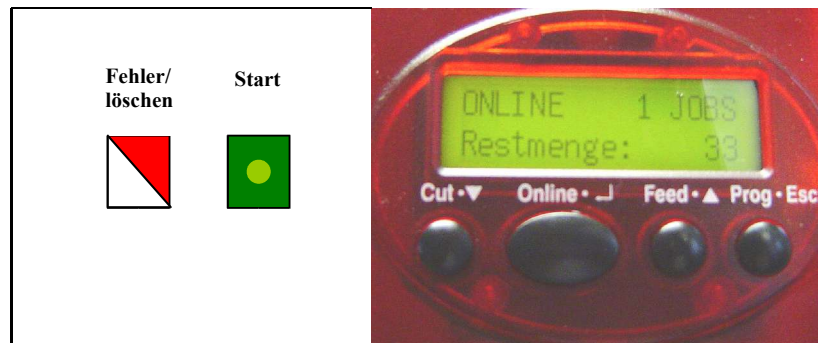 Fehler/
löschen
Start
ONLINE 1 JOBS
Restmenge: 33
Cut • ▼ Online • ↵ Feed • ▲ Prog • Esc